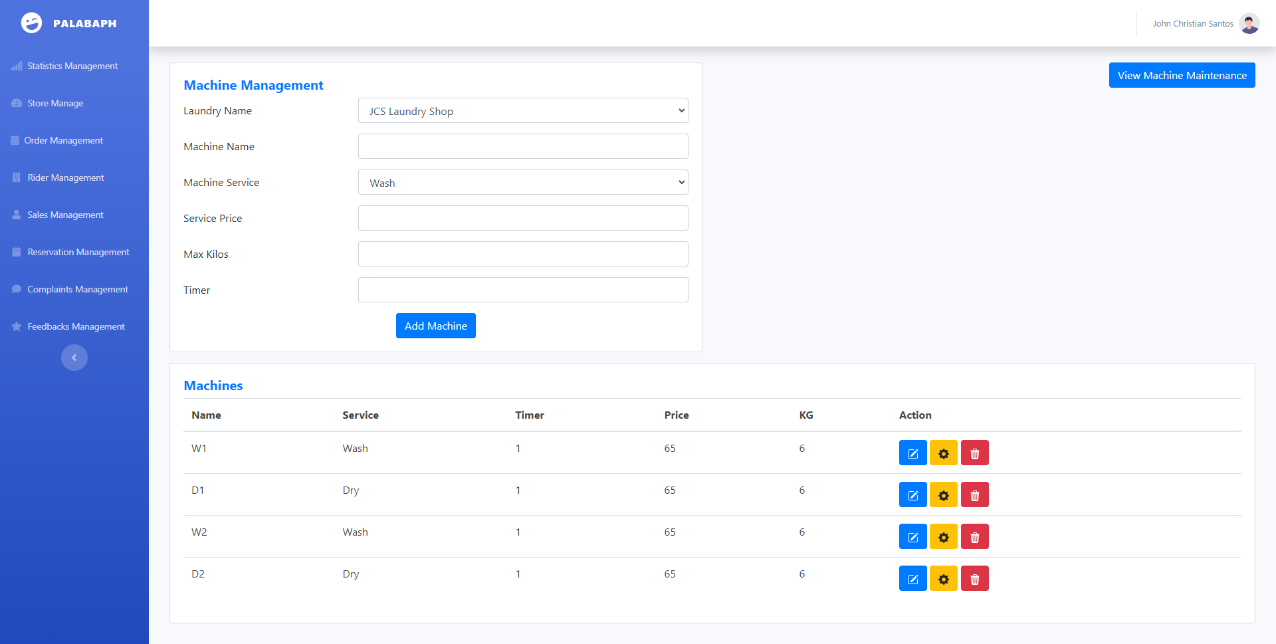 PALABAPH
John Christian Santos
Statistics Management
Store Manage
Order Management
Rider Management
Sales Management
Reservation Management
Complaints Management
Feedbacks Management
View Machine Maintenance
Machine Management
Laundry Name JCS Laundry Shop
Machine Name
Machine Service Wash
Service Price
Max Kilos
Timer
Add Machine
Machines
Name Service Timer Price KG Action
W1 Wash 1 65 6
D1 Dry 1 65 6
W2 Wash 1 65 6
D2 Dry 1 65 6